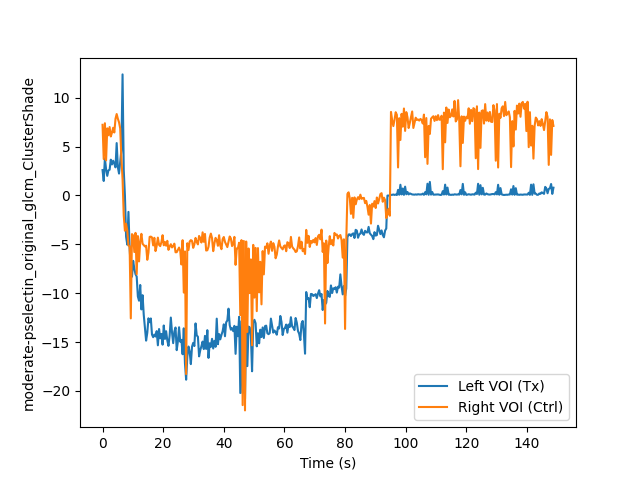 moderate-pselectin_original_glcm_ClusterShade
10
5
0
−5
−10
−15
−20
0 20 40 60 80 100 120 140
Time (s)
Left VOI (Tx)
Right VOI (Ctrl)